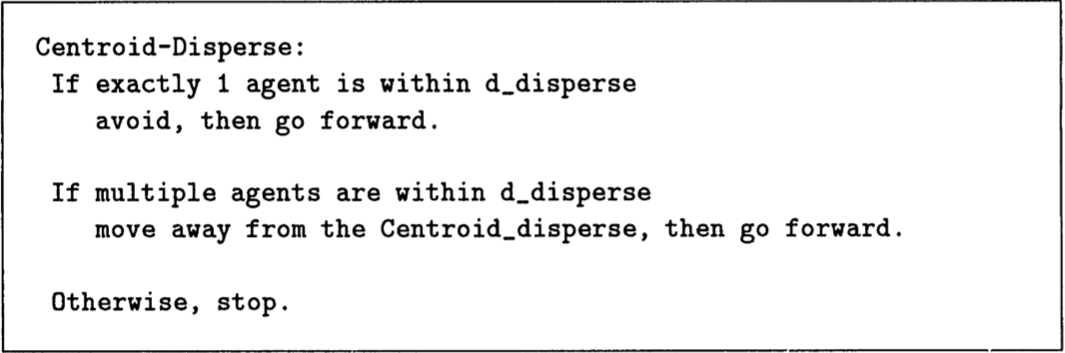 Centroid-Disperse:
If exactly 1 agent is within d_disperse
avoid, then go forward.
If multiple agents are within d_disperse
move away from the Centroid_disperse, then go forward.
Otherwise, stop.